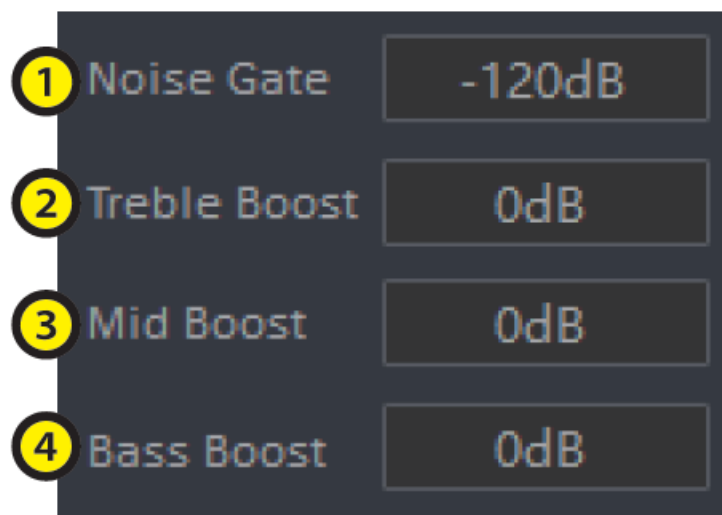 1 Noise Gate -120dB
2 Treble Boost 0dB
3 Mid Boost 0dB
4 Bass Boost 0dB